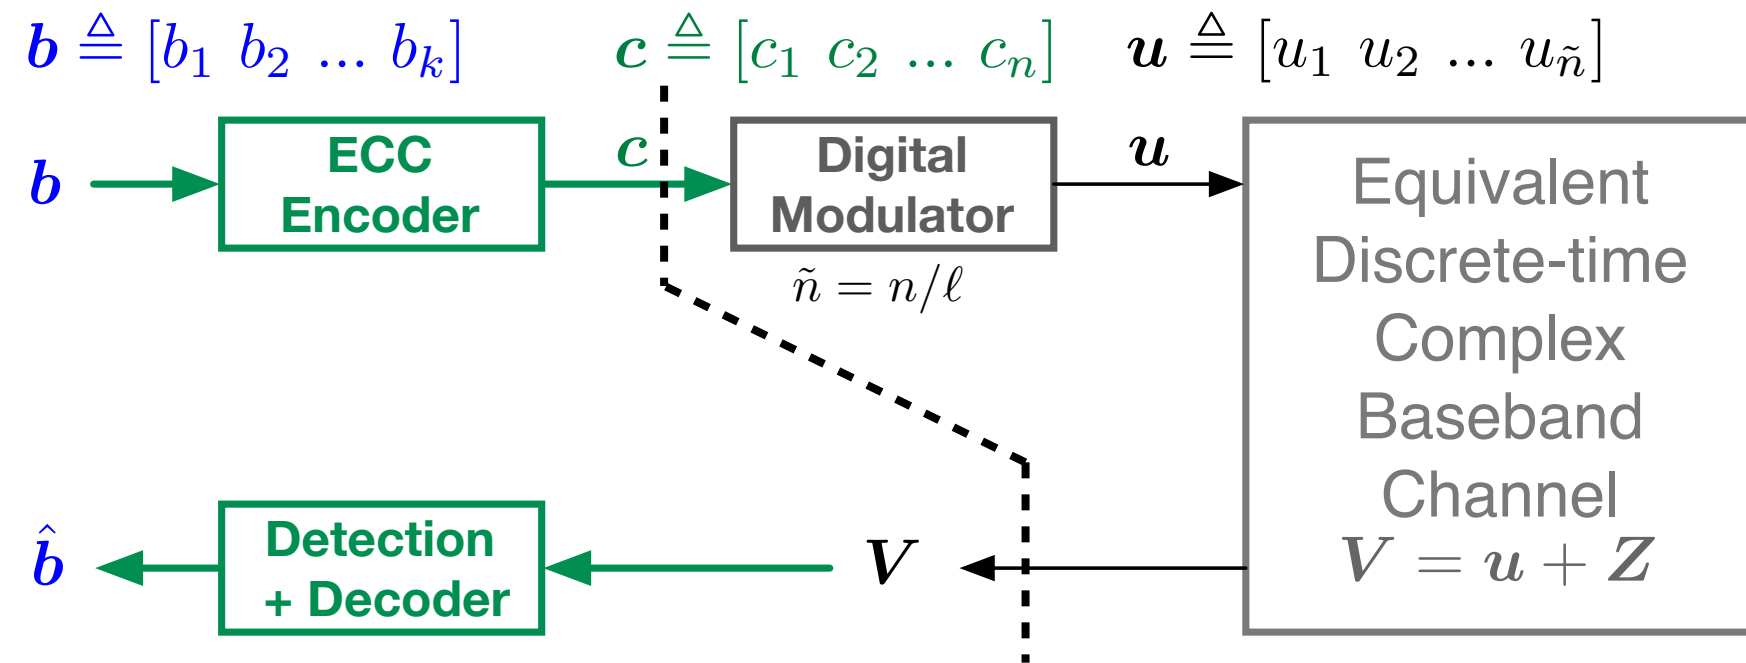 b ≜ [b₁ b₂ ... bₖ] c ≜ [c₁ c₂ ... cₙ] u ≜ [u₁ u₂ ... u_ñ]
b
ECC
Encoder
c
Digital
Modulator
ñ = n/ℓ
u
Equivalent
Discrete-time
Complex
Baseband
Channel
V = u + Z
b̂
Detection
+ Decoder
V